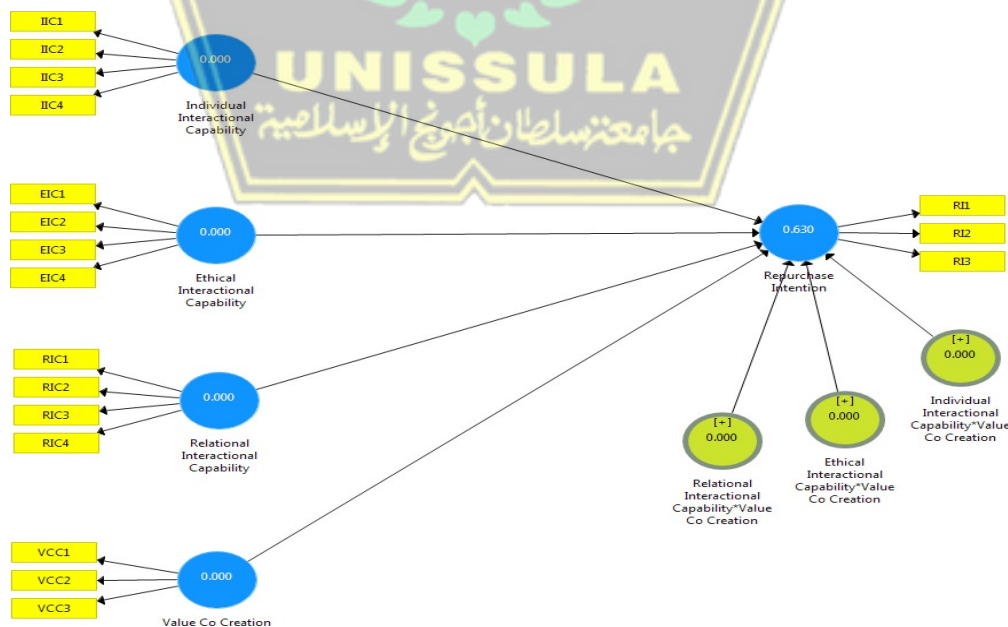 IIC1
IIC2
IIC3
IIC4
0.000
Individual
Interactional
Capability
UNISSULA
جامعتنسلطان أجونج الإسلامية
EIC1
EIC2
EIC3
EIC4
0.000
Ethical
Interactional
Capability
RIC1
RIC2
RIC3
RIC4
0.000
Relational
Interactional
Capability
VCC1
VCC2
VCC3
0.000
Value Co Creation
0.630
Repurchase
Intention
RI1
RI2
RI3
[+]
0.000
Relational
Interactional
Capability*Value
Co Creation
[+]
0.000
Ethical
Interactional
Capability*Value
Co Creation
[+]
0.000
Individual
Interactional
Capability*Value
Co Creation